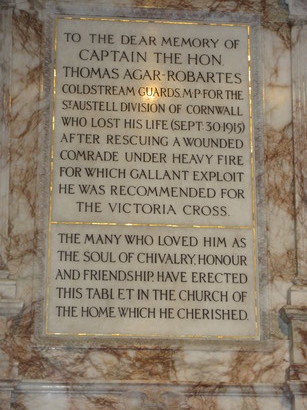 TO THE DEAR MEMORY OF
CAPTAIN THE HON.
THOMAS AGAR-ROBARTES
COLDSTREAM GUARDS, M·P· FOR THE
ST AUSTELL DIVISION OF CORNWALL
WHO LOST HIS LIFE (SEPT: 30 1915)
AFTER RESCUING A WOUNDED
COMRADE UNDER HEAVY FIRE
FOR WHICH GALLANT EXPLOIT
HE WAS RECOMMENDED FOR
THE VICTORIA CROSS.
THE MANY WHO LOVED HIM AS
THE SOUL OF CHIVALRY, HONOUR
AND FRIENDSHIP, HAVE ERECTED
THIS TABLET IN THE CHURCH OF
THE HOME WHICH HE CHERISHED.